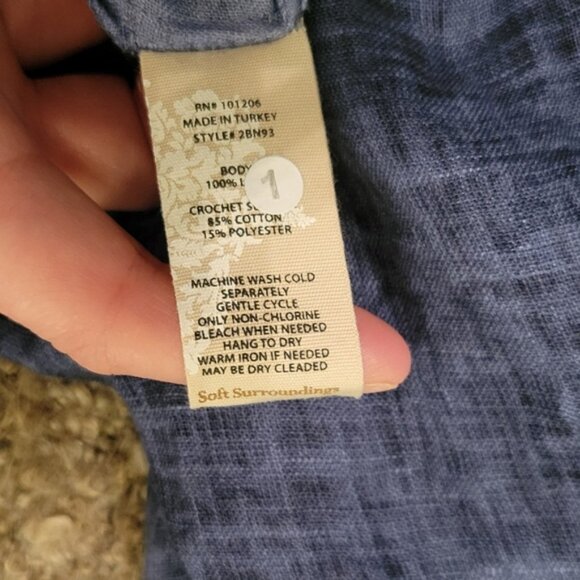 RN# 101206
MADE IN TURKEY
STYLE# 2BN93
BODY
100%
1
CROCHET
85% COTTON
15% POLYESTER
MACHINE WASH COLD
SEPARATELY
GENTLE CYCLE
ONLY NON-CHLORINE
BLEACH WHEN NEEDED
HANG TO DRY
WARM IRON IF NEEDED
MAY BE DRY CLEADED
Soft Surroundings